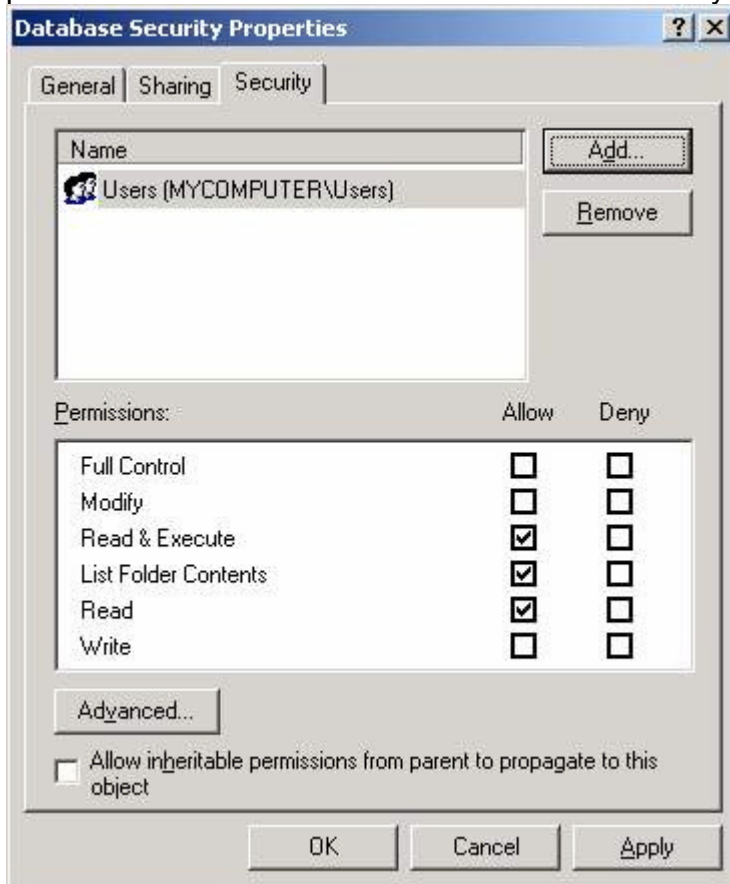 Database Security Properties
General Sharing Security
Name
Add...
Users (MYCOMPUTER\Users)
Remove
Permissions: Allow Deny
Full Control
Modify
Read & Execute
List Folder Contents
Read
Write
Advanced...
Allow inheritable permissions from parent to propagate to this
object
OK Cancel Apply